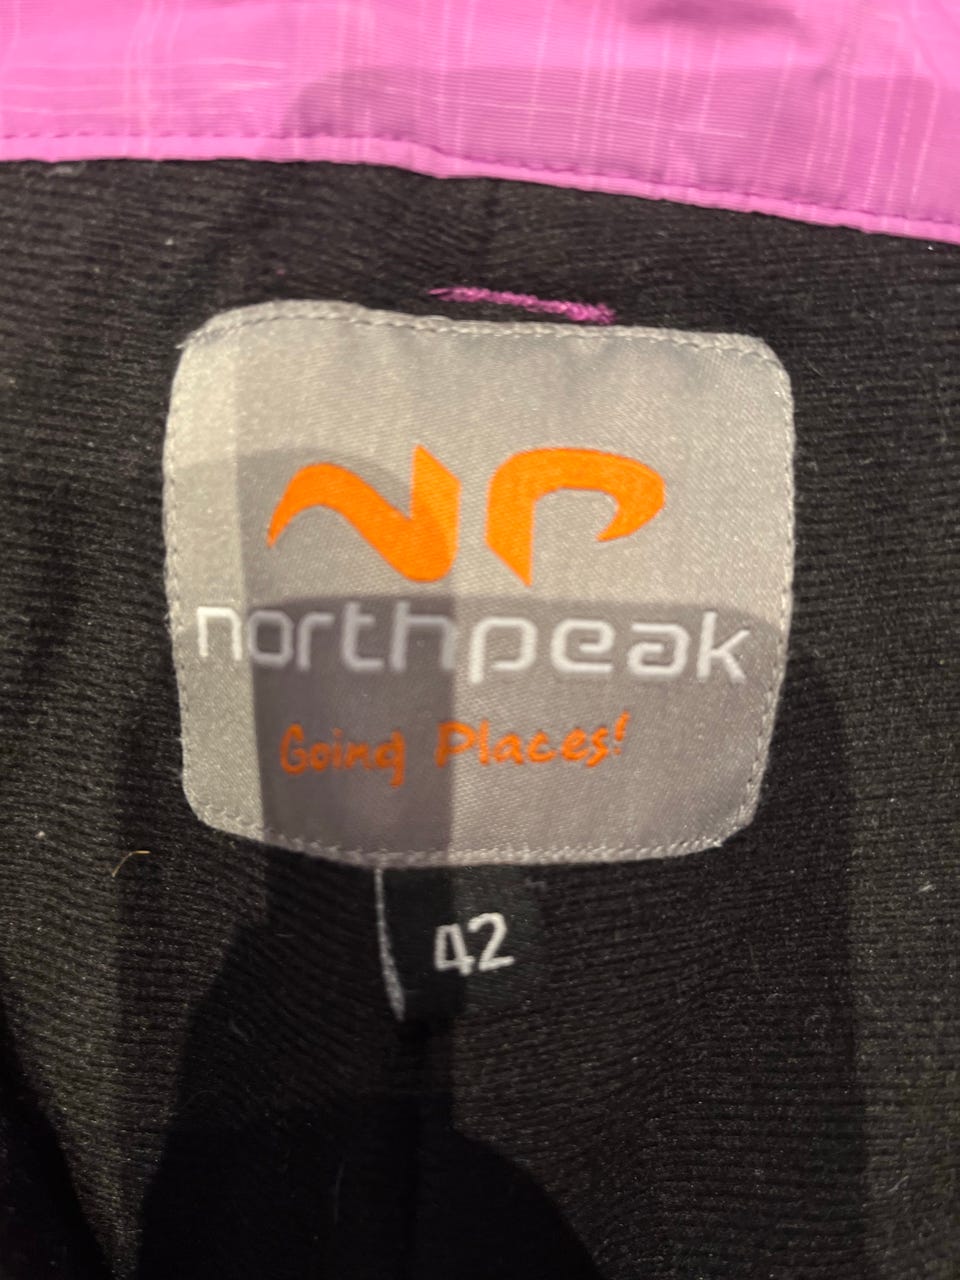 NP
northpeak
Going Places!
42